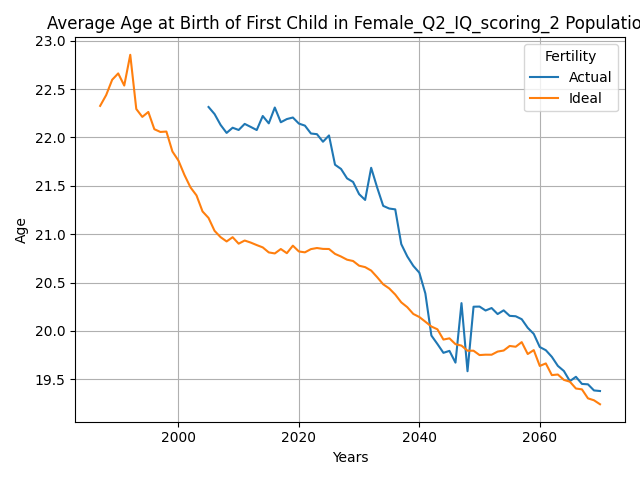 Average Age at Birth of First Child in Female_Q2_IQ_scoring_2 Populatio
Fertility
Actual
Ideal
23.0
22.5
22.0
21.5
21.0
20.5
20.0
19.5
Age
2000
2020
2040
2060
Years